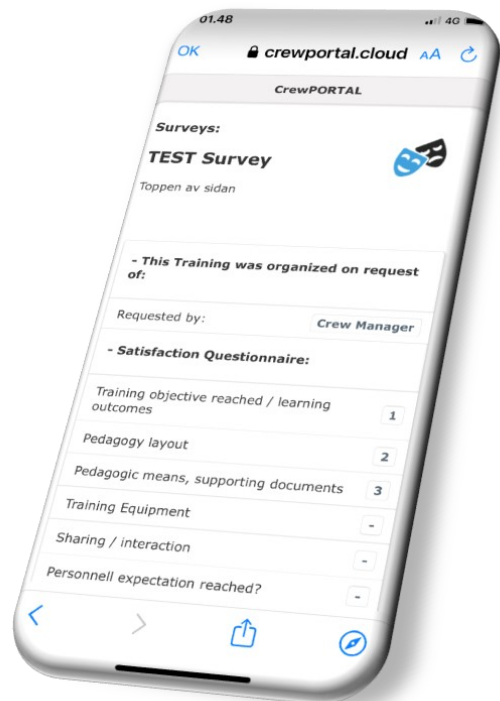 01.48 4G
OK crewportal.cloud AA
CrewPORTAL
Surveys:
TEST Survey
Toppen av sidan
- This Training was organized on request
of:
Requested by: Crew Manager
- Satisfaction Questionnaire:
Training objective reached / learning
outcomes 1
Pedagogy layout 2
Pedagogic means, supporting documents 3
Training Equipment -
Sharing / interaction -
Personnell expectation reached? -